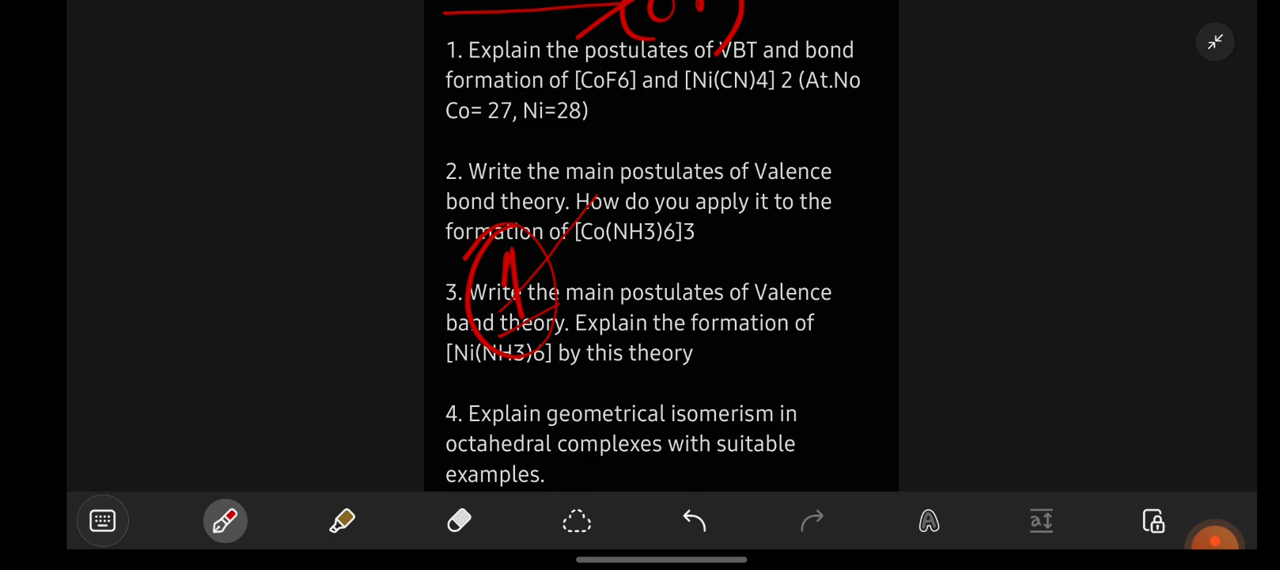 1. Explain the postulates of VBT and bond
formation of [CoF6] and [Ni(CN)4] 2 (At.No
Co= 27, Ni=28)
2. Write the main postulates of Valence
bond theory. How do you apply it to the
formation of [Co(NH3)6]3
3. Write the main postulates of Valence
band theory. Explain the formation of
[Ni(NH3)6] by this theory
4. Explain geometrical isomerism in
octahedral complexes with suitable
examples.